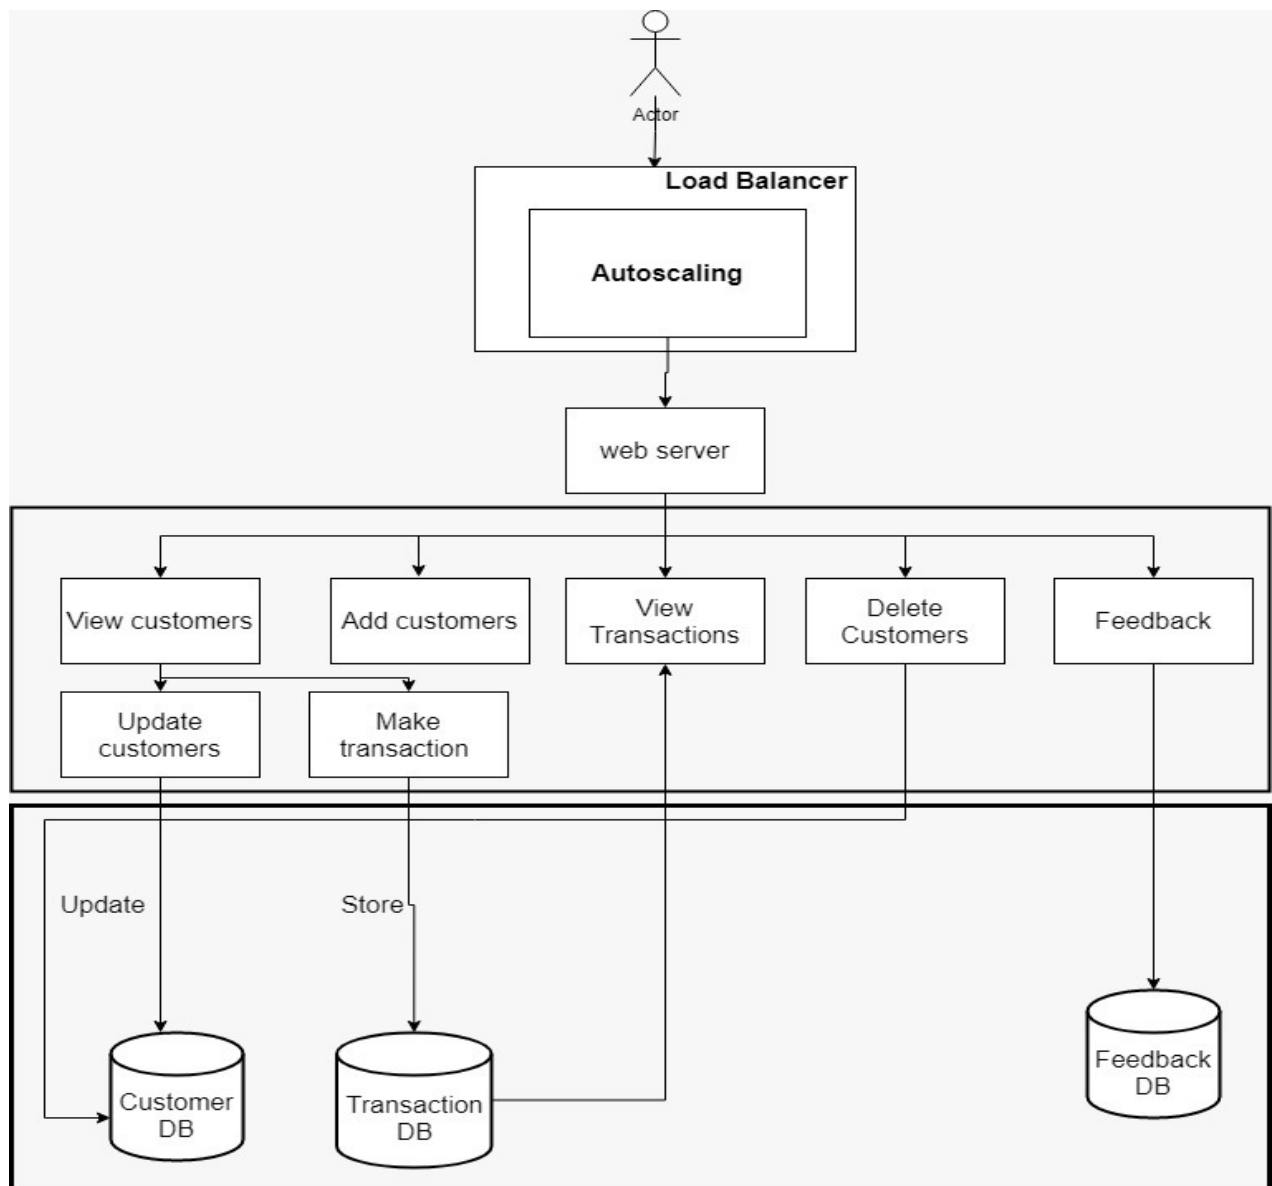 Actor
Load Balancer
Autoscaling
web server
View customers
Add customers
View
Transactions
Delete
Customers
Feedback
Update
customers
Make
transaction
Update
Store
Customer
DB
Transaction
DB
Feedback
DB